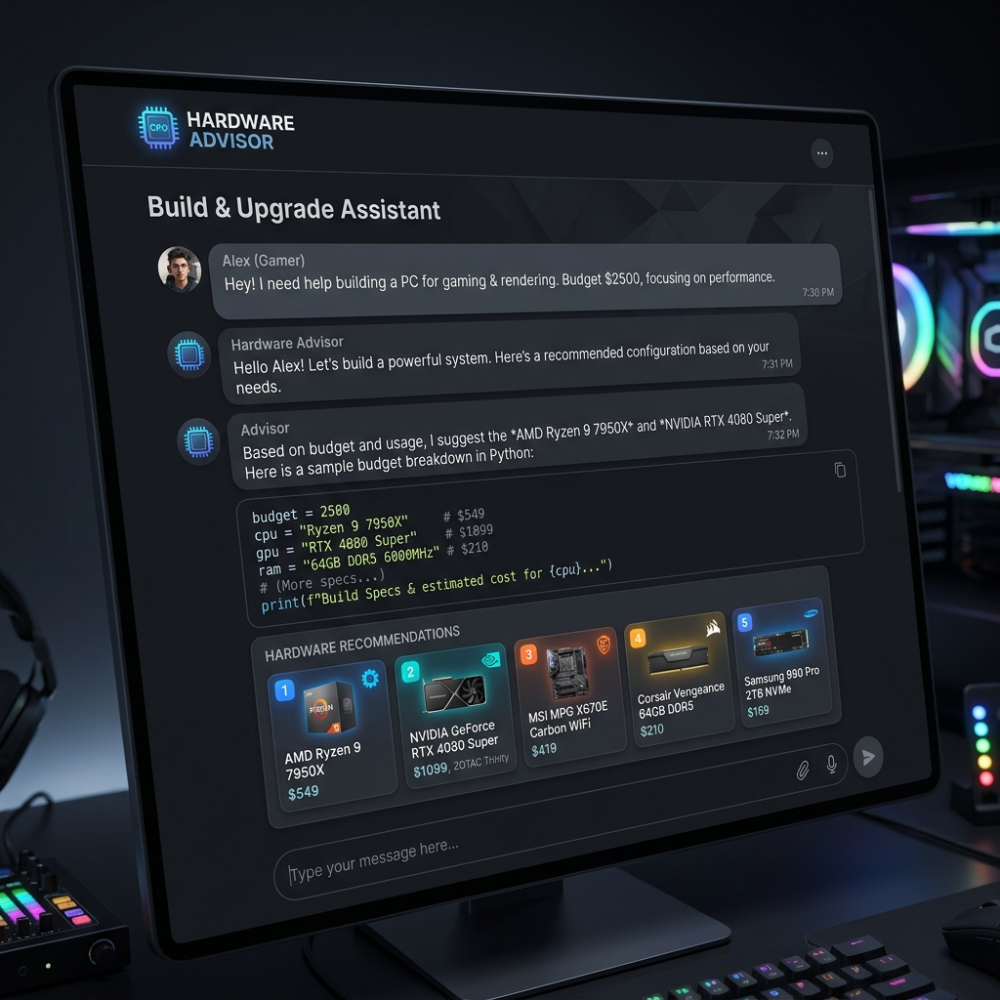 CPO
HARDWARE
ADVISOR
Build & Upgrade Assistant
Alex (Gamer)
Hey! I need help building a PC for gaming & rendering. Budget $2500, focusing on performance.
7:30 PM
Hardware Advisor
Hello Alex! Let's build a powerful system. Here's a recommended configuration based on your
needs.
7:31 PM
Advisor
Based on budget and usage, I suggest the *AMD Ryzen 9 7950X* and *NVIDIA RTX 4080 Super*.
Here is a sample budget breakdown in Python:
7:32 PM
budget = 2500
cpu = "Ryzen 9 7950X" # $549
gpu = "RTX 4080 Super" # $1899
ram = "64GB DDR5 6000MHz" # $210
# (More specs...)
print(f"Build Specs & estimated cost for {cpu}...")
HARDWARE RECOMMENDATIONS
1
RYZEN
AMD Ryzen 9
7950X
$549
2
NVIDIA GeForce
RTX 4080 Super
$1099, ZOTAC
3
MSI MPG X670E
Carbon WiFi
$419
4
Corsair Vengeance
64GB DDR5
$210
5
Samsung 990 Pro
2TB NVMe
$169
Type your message here...